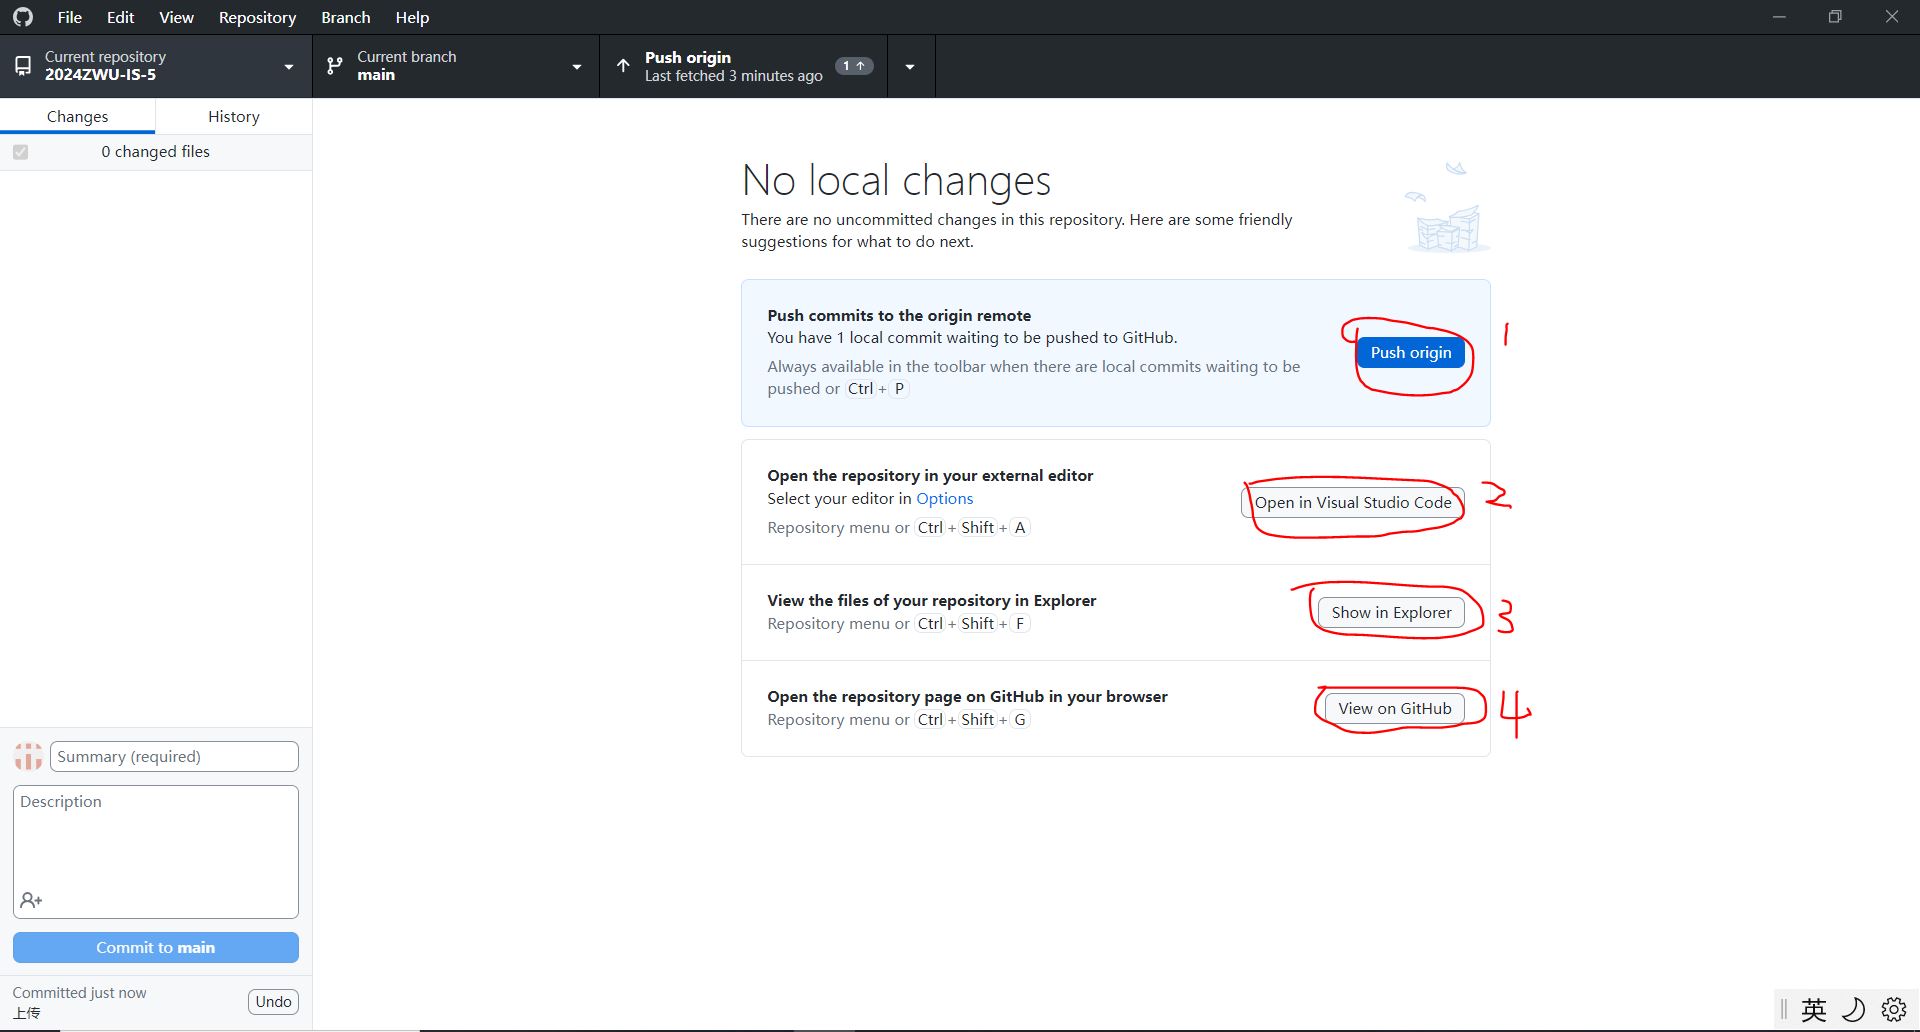 File Edit View Repository Branch Help
Current repository
2024ZWU-IS-5
Current branch
main
Push origin
Last fetched 3 minutes ago
1
Changes
History
0 changed files
No local changes
There are no uncommitted changes in this repository. Here are some friendly
suggestions for what to do next.
Push commits to the origin remote
You have 1 local commit waiting to be pushed to GitHub.
Always available in the toolbar when there are local commits waiting to be
pushed or Ctrl + P
Push origin
1
Open the repository in your external editor
Select your editor in Options
Repository menu or Ctrl + Shift + A
Open in Visual Studio Code
2
View the files of your repository in Explorer
Repository menu or Ctrl + Shift + F
Show in Explorer
3
Open the repository page on GitHub in your browser
Repository menu or Ctrl + Shift + G
View on GitHub
4
Summary (required)
Description
Commit to main
Committed just now
上传
Undo
英